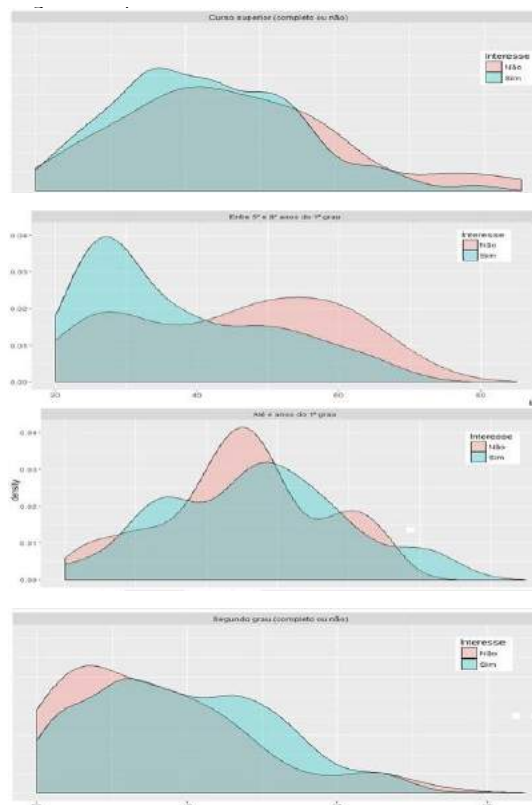 Curso superior (completo ou não)
Interesse
Não
Sim
Entre 5ª e 8ª anos do 1º grau
Interesse
Não
Sim
0.04
0.03
0.02
0.01
0.00
20
40
60
80
Até 4 anos do 1º grau
Interesse
Não
Sim
density
0.04
0.03
0.02
0.01
0.00
Segundo grau (completo ou não)
Interesse
Não
Sim